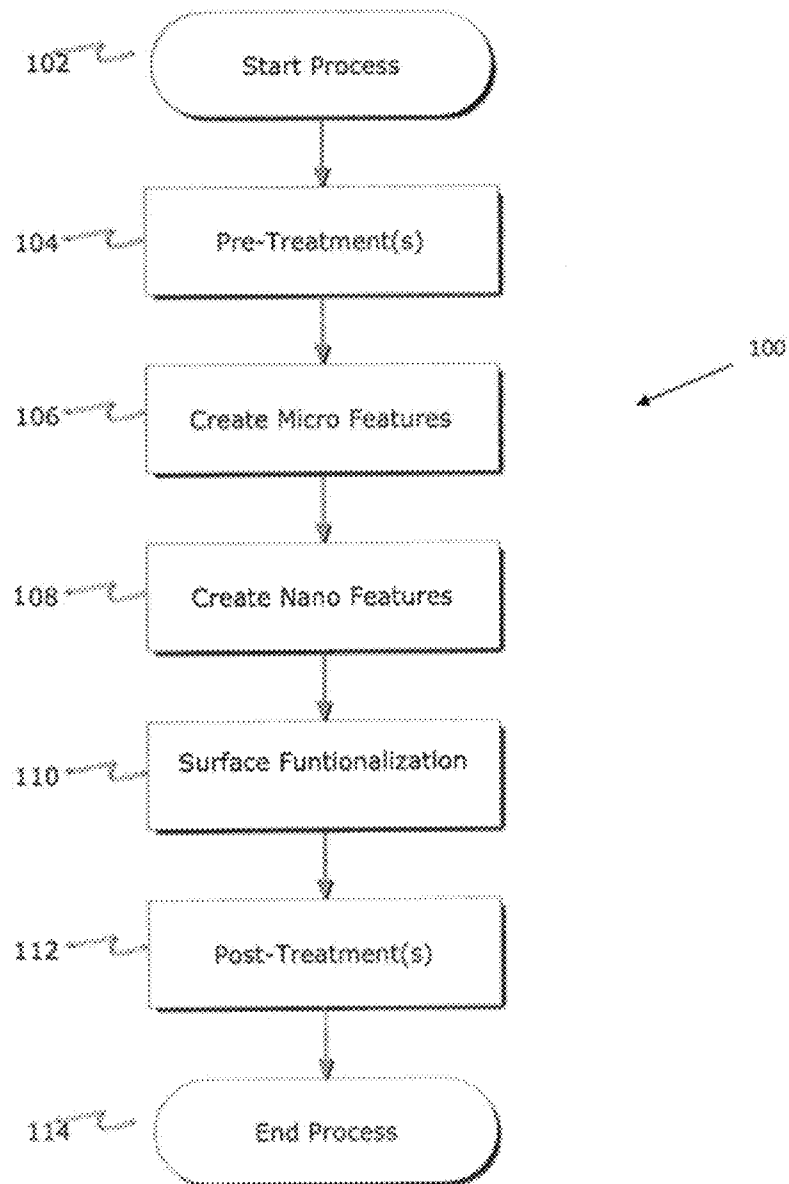 102
Start Process
104
Pre-Treatment(s)
100
106
Create Micro Features
108
Create Nano Features
110
Surface Funtionalization
112
Post-Treatment(s)
114
End Process